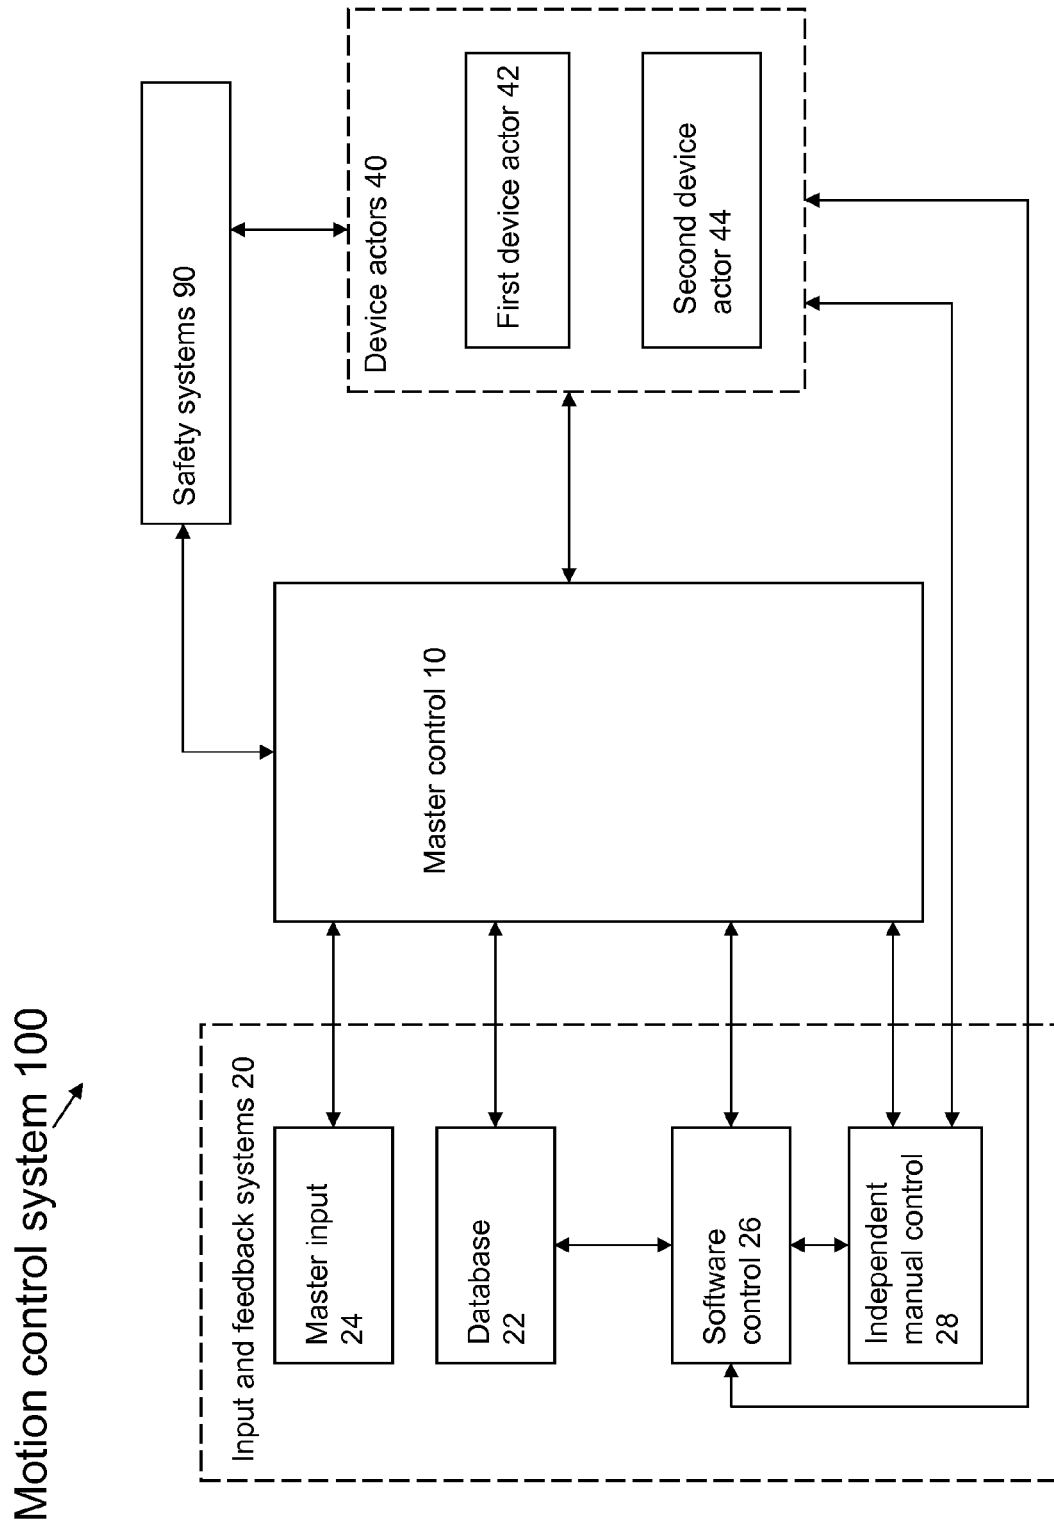 Motion control system 100
Input and feedback systems 20
Master input
24
Database
22
Software
control 26
Independent
manual control
28
Master control 10
Safety systems 90
Device actors 40
First device actor 42
Second device
actor 44